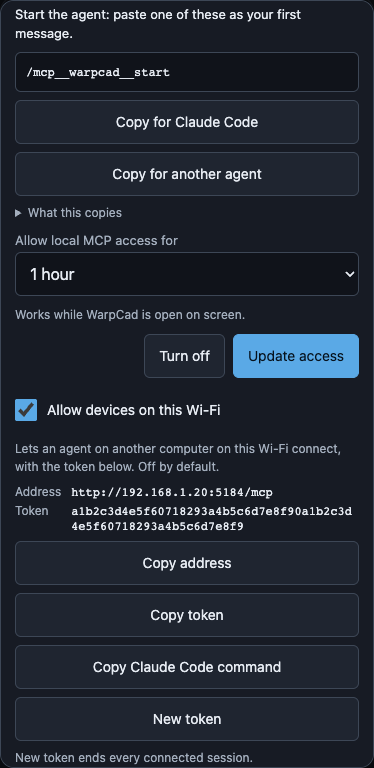 Start the agent: paste one of these as your first
message.
/mcp__warpcad__start
Copy for Claude Code
Copy for another agent
What this copies
Allow local MCP access for
1 hour
Works while WarpCad is open on screen.
Turn off
Update access
Allow devices on this Wi-Fi
Lets an agent on another computer on this Wi-Fi connect,
with the token below. Off by default.
Address http://192.168.1.20:5184/mcp
Token a1b2c3d4e5f60718293a4b5c6d7e8f90a1b2c3d
4e5f60718293a4b5c6d7e8f9
Copy address
Copy token
Copy Claude Code command
New token
New token ends every connected session.